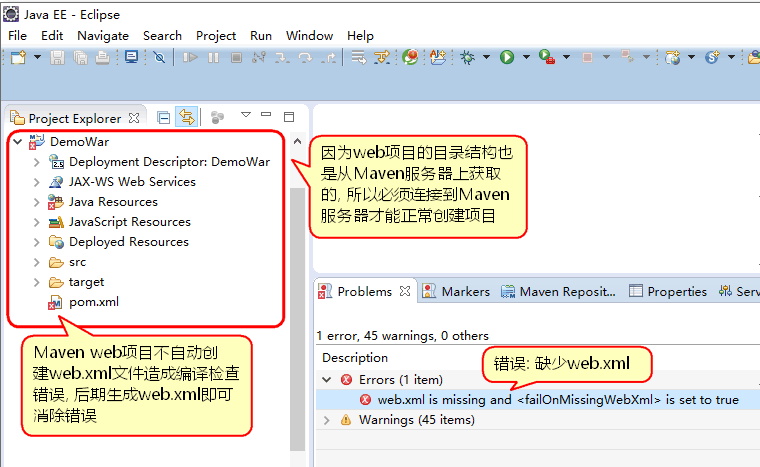 Java EE - Eclipse
File Edit Navigate Search Project Run Window Help
Project Explorer
DemoWar
Deployment Descriptor: DemoWar
JAX-WS Web Services
Java Resources
JavaScript Resources
Deployed Resources
src
target
pom.xml
因为web项目的目录结构也
是从Maven服务器上获取
的, 所以必须连接到Maven
服务器才能正常创建项目
Maven web项目不自动创
建web.xml文件造成编译检查
错误, 后期生成web.xml即可
消除错误
Problems Markers Maven Reposit... Properties Serv
1 error, 45 warnings, 0 others
Description
错误: 缺少web.xml
Errors (1 item)
web.xml is missing and <failOnMissingWebXml> is set to true
Warnings (45 items)